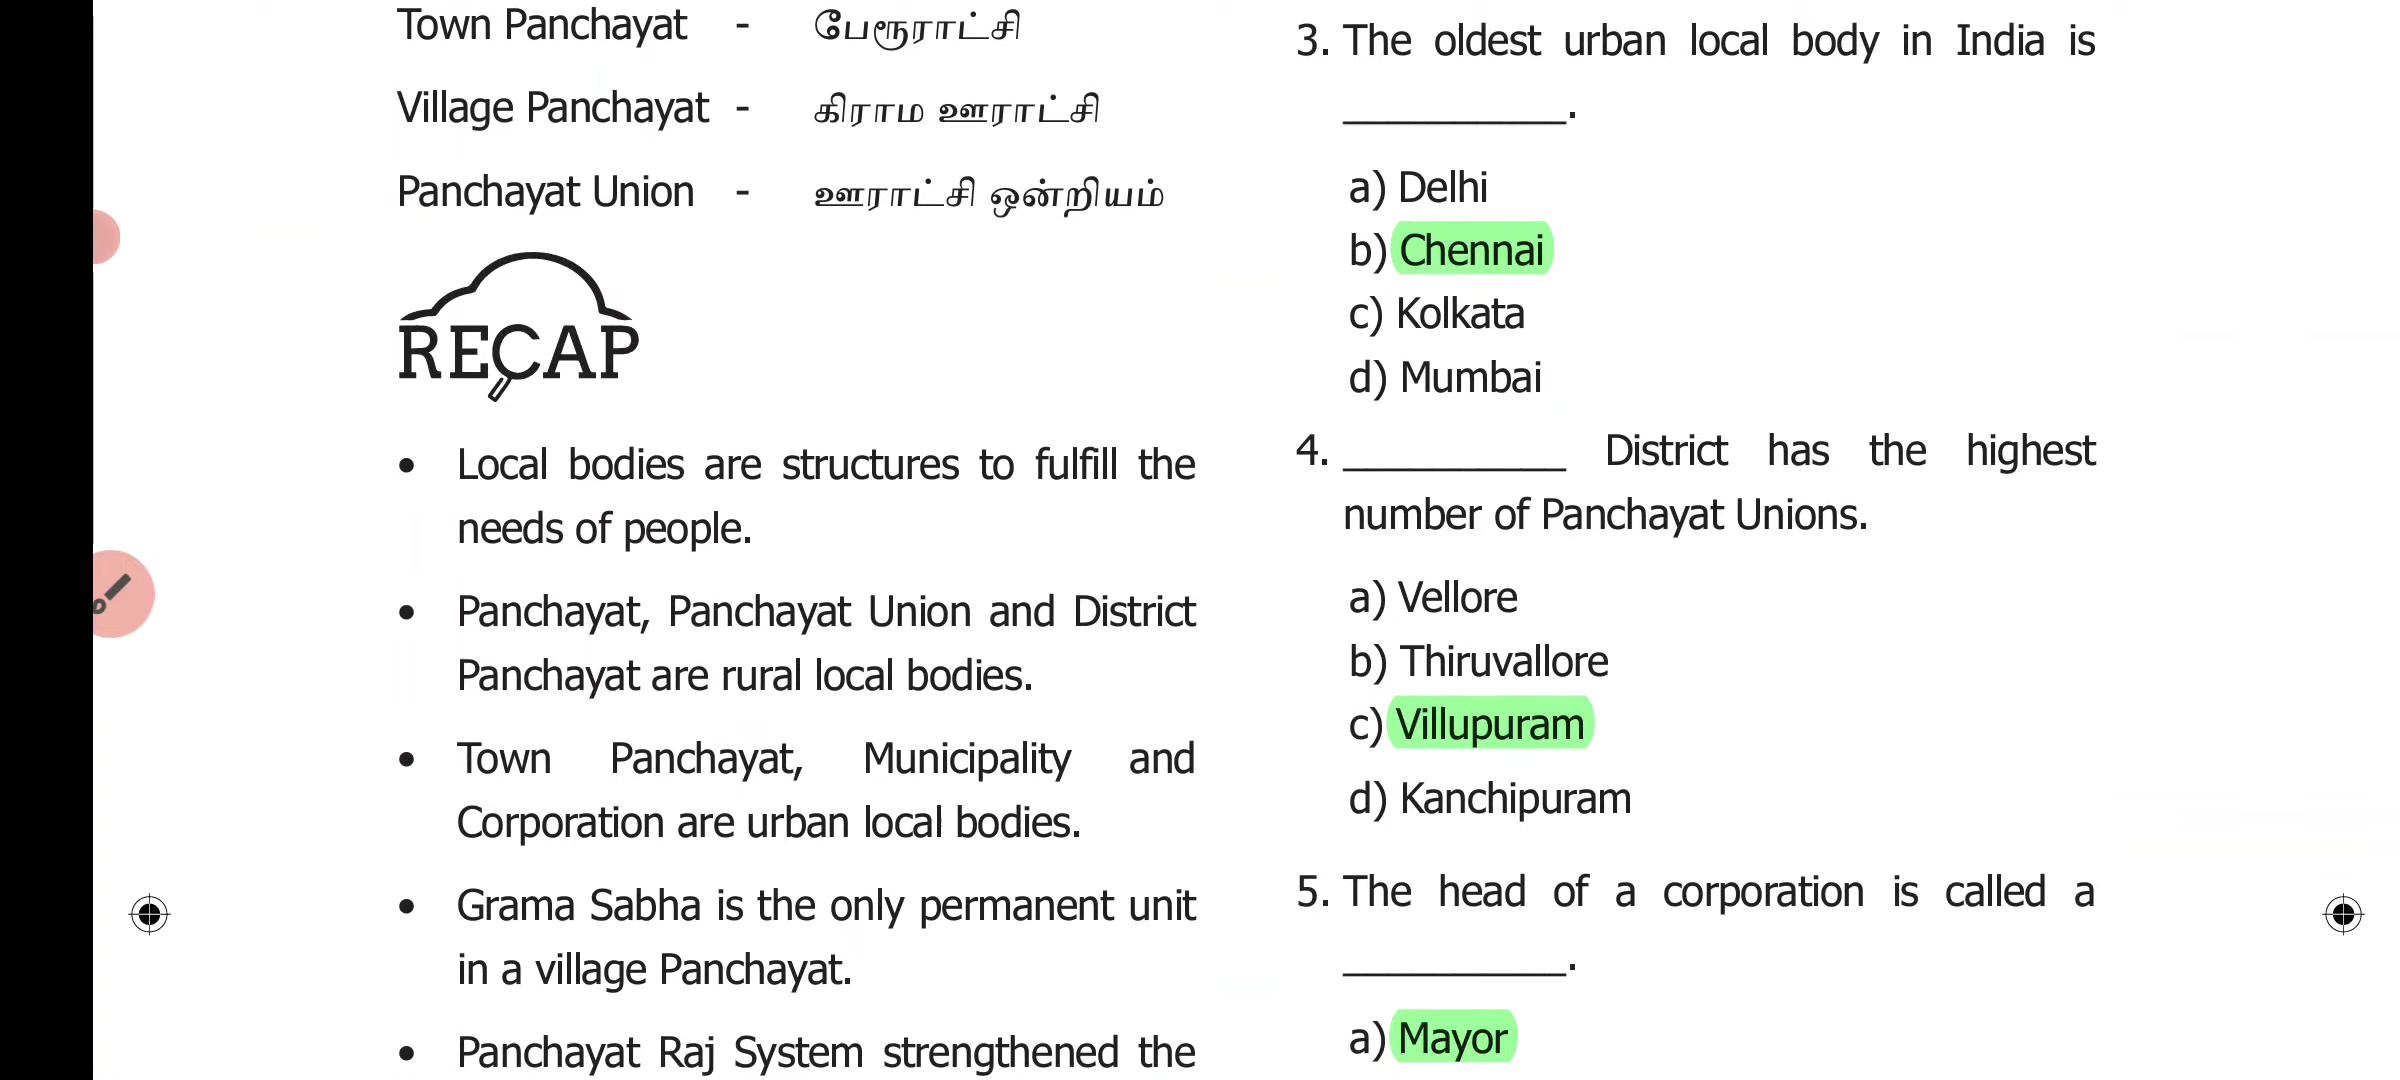 Town Panchayat - பேரூராட்சி
Village Panchayat - கிராம ஊராட்சி
Panchayat Union - ஊராட்சி ஒன்றியம்
RECAP
• Local bodies are structures to fulfill the
needs of people.
• Panchayat, Panchayat Union and District
Panchayat are rural local bodies.
• Town Panchayat, Municipality and
Corporation are urban local bodies.
• Grama Sabha is the only permanent unit
in a village Panchayat.
• Panchayat Raj System strengthened the
3. The oldest urban local body in India is
__________.
a) Delhi
b) Chennai
c) Kolkata
d) Mumbai
4. __________ District has the highest
number of Panchayat Unions.
a) Vellore
b) Thiruvallore
c) Villupuram
d) Kanchipuram
5. The head of a corporation is called a
__________.
a) Mayor